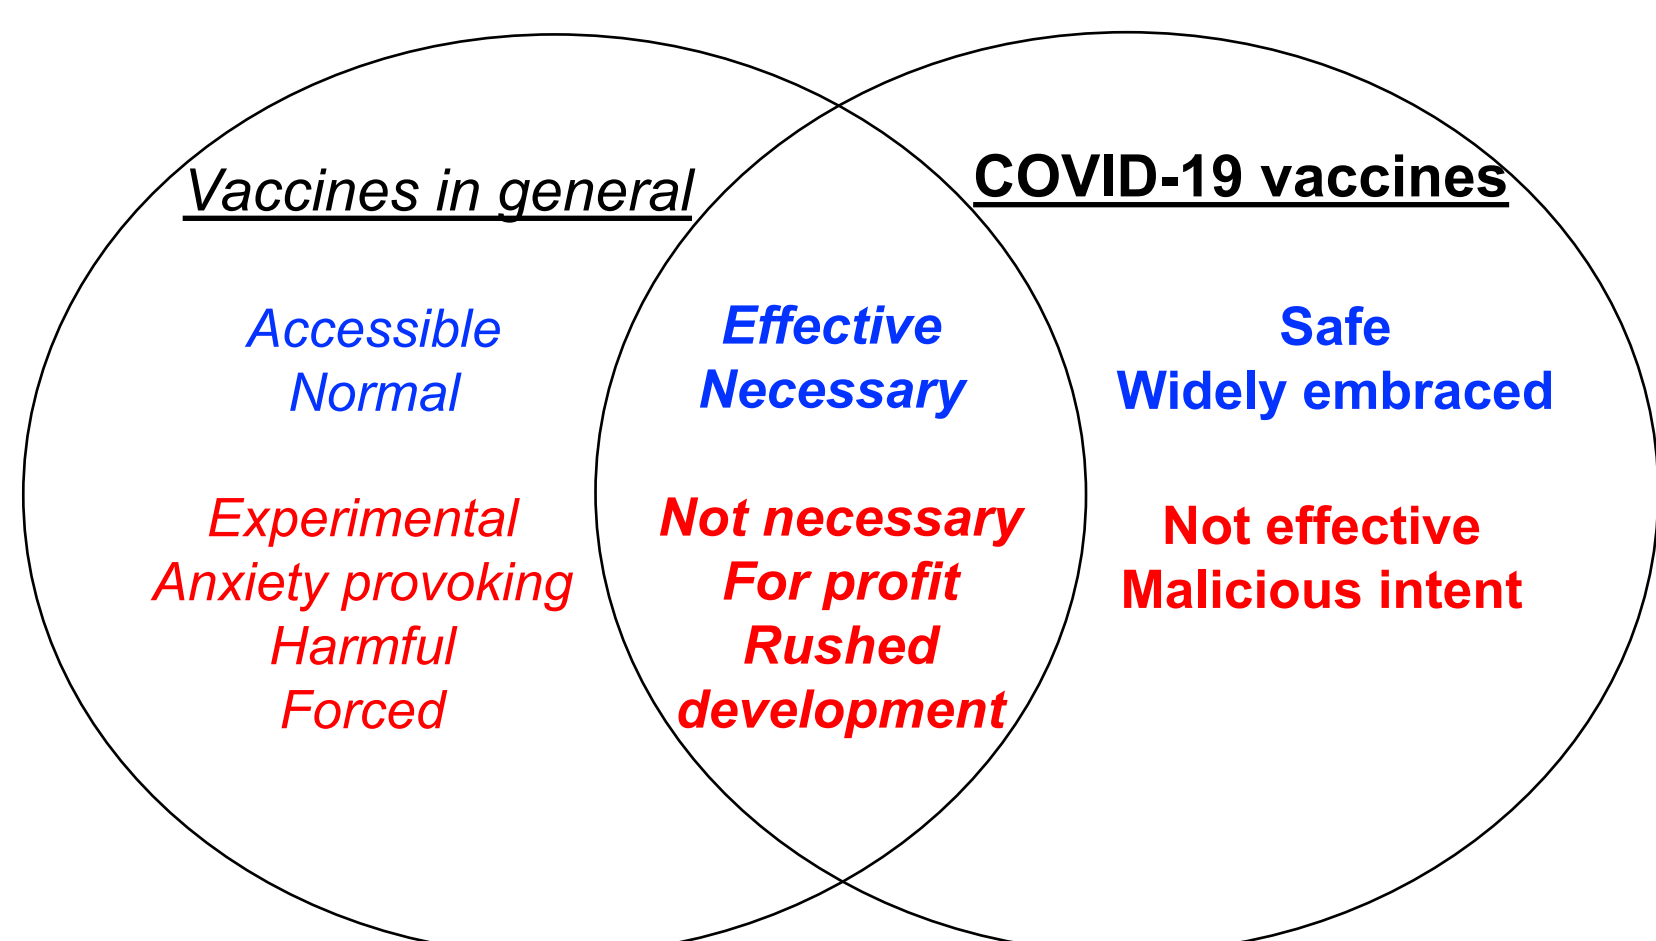 Vaccines in general
Accessible
Normal
Experimental
Anxiety provoking
Harmful
Forced
Effective
Necessary
Not necessary
For profit
Rushed
development
COVID-19 vaccines
Safe
Widely embraced
Not effective
Malicious intent